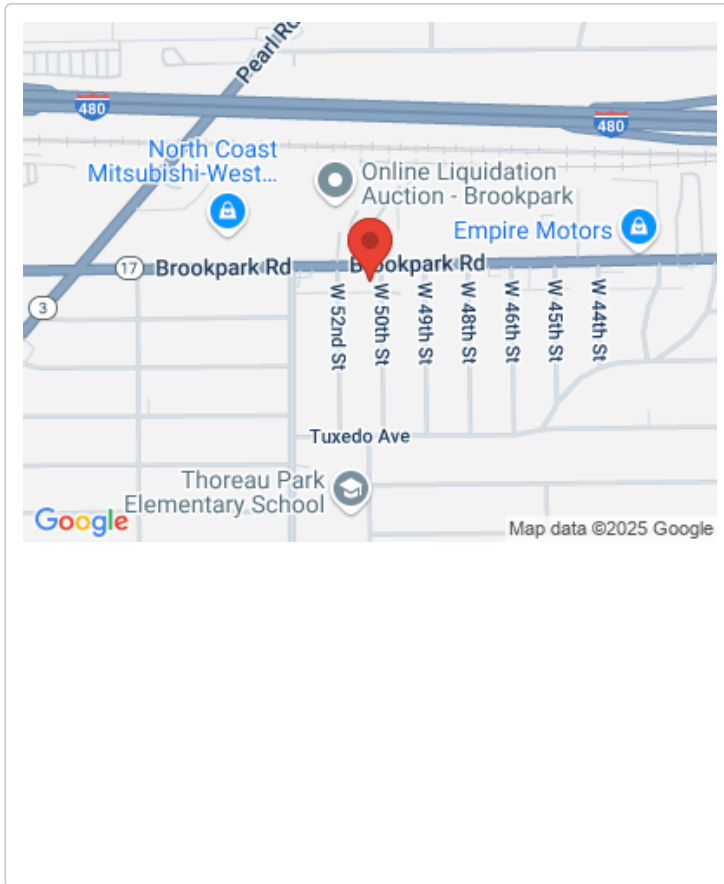 Pearl Rd
480
480
North Coast
Mitsubishi-West...
Online Liquidation
Auction - Brookpark
Empire Motors
17
Brookpark Rd
Brookpark Rd
3
W 52nd St
W 50th St
W 49th St
W 48th St
W 46th St
W 45th St
W 44th St
Tuxedo Ave
Thoreau Park
Elementary School
Google
Map data ©2025 Google